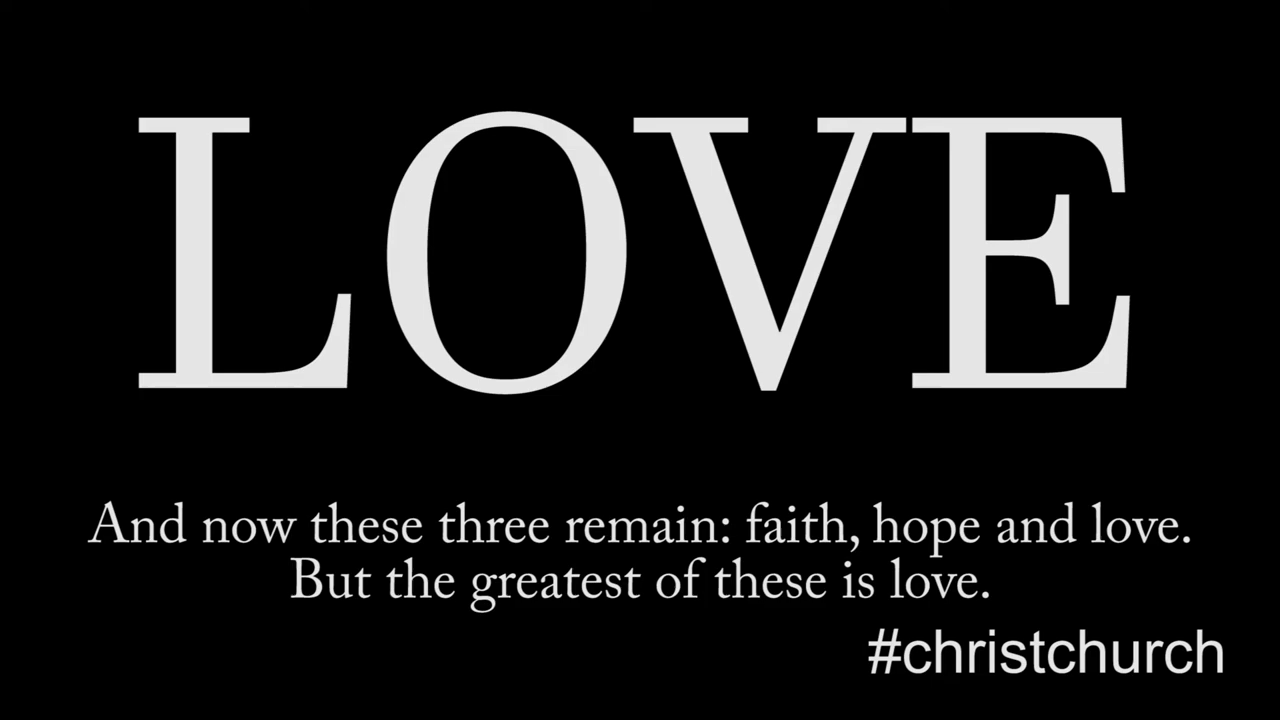 LOVE
And now these three remain: faith, hope and love.
But the greatest of these is love.
#christchurch